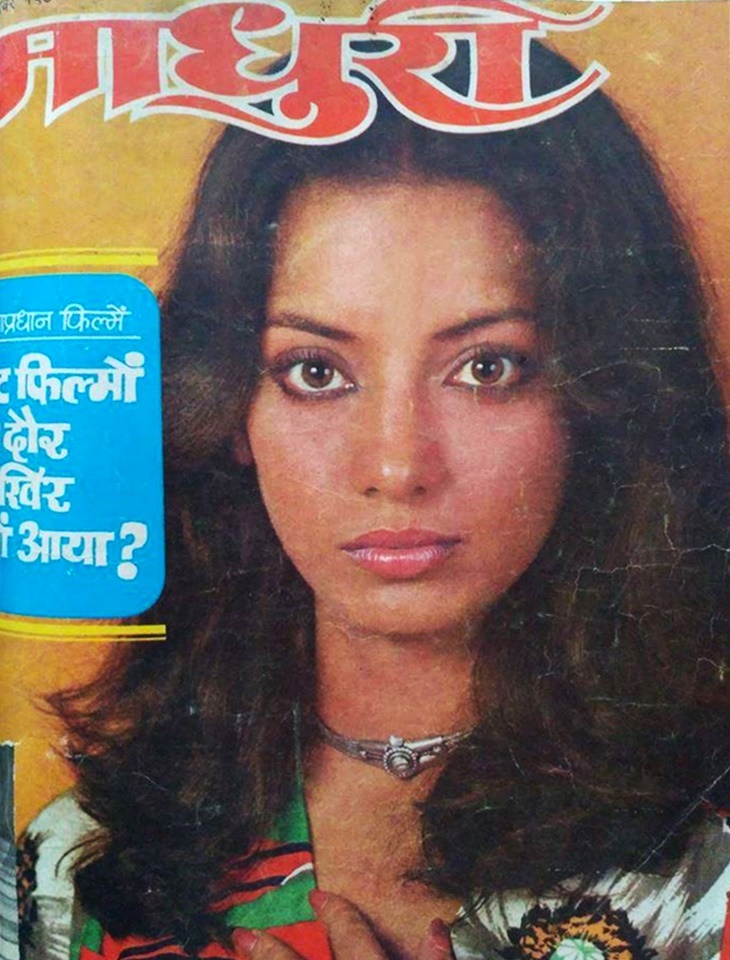 माधुरी
प्रधान फिल्में
फिल्मों
दौर
आया?